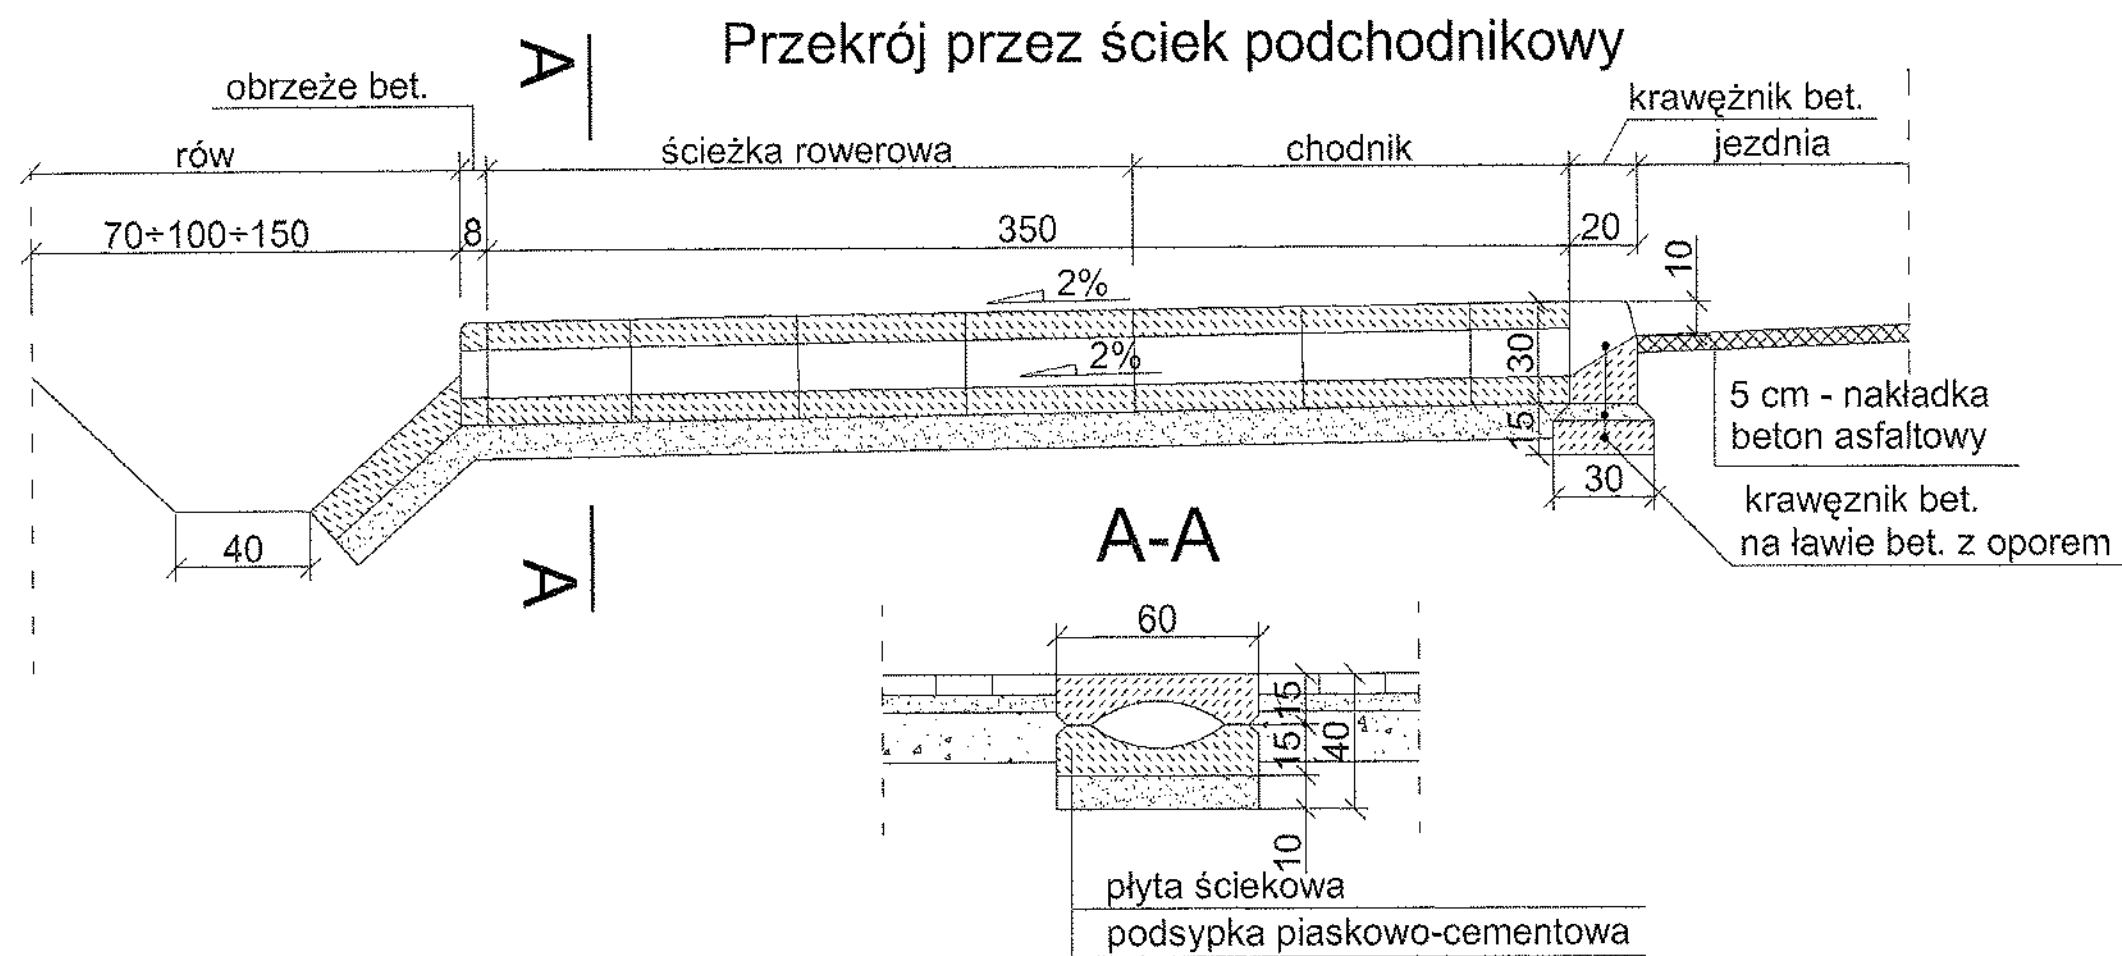 Przekrój przez ściek podchodnikowy
A
obrzeże bet.
krawężnik bet.
rów
ścieżka rowerowa
chodnik
jezdnia
70÷100÷150
8
350
20
10
2%
2%
30
15
5 cm - nakładka
beton asfaltowy
30
krawęznik bet.
na ławie bet. z oporem
40
A
A-A
60
15
15
40
10
płyta ściekowa
podsypka piaskowo-cementowa